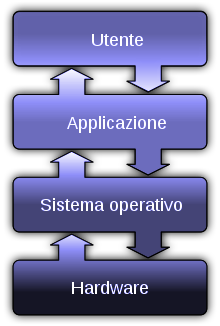 Utente
Applicazione
Sistema operativo
Hardware